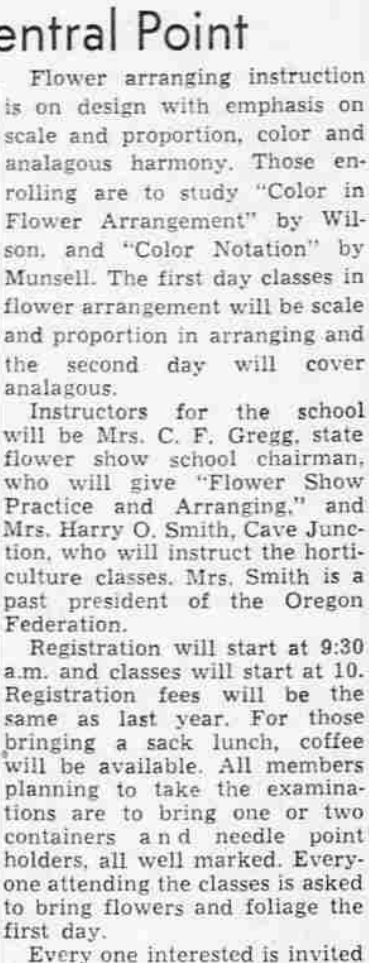 entral Point
Flower arranging instruction
is on design with emphasis on
scale and proportion, color and
analagous harmony. Those en-
rolling are to study "Color in
Flower Arrangement" by Wil-
son, and "Color Notation" by
Munsell. The first day classes in
flower arrangement will be scale
and proportion in arranging and
the second day will cover
analagous.
Instructors for the school
will be Mrs. C. F. Gregg, state
flower show school chairman,
who will give "Flower Show
Practice and Arranging," and
Mrs. Harry O. Smith, Cave Junc-
tion, who will instruct the horti-
culture classes. Mrs. Smith is a
past president of the Oregon
Federation.
Registration will start at 9:30
a.m. and classes will start at 10.
Registration fees will be the
same as last year. For those
bringing a sack lunch, coffee
will be available. All members
planning to take the examina-
tions are to bring one or two
containers and needle point
holders, all well marked. Every-
one attending the classes is asked
to bring flowers and foliage the
first day.
Every one interested is invited